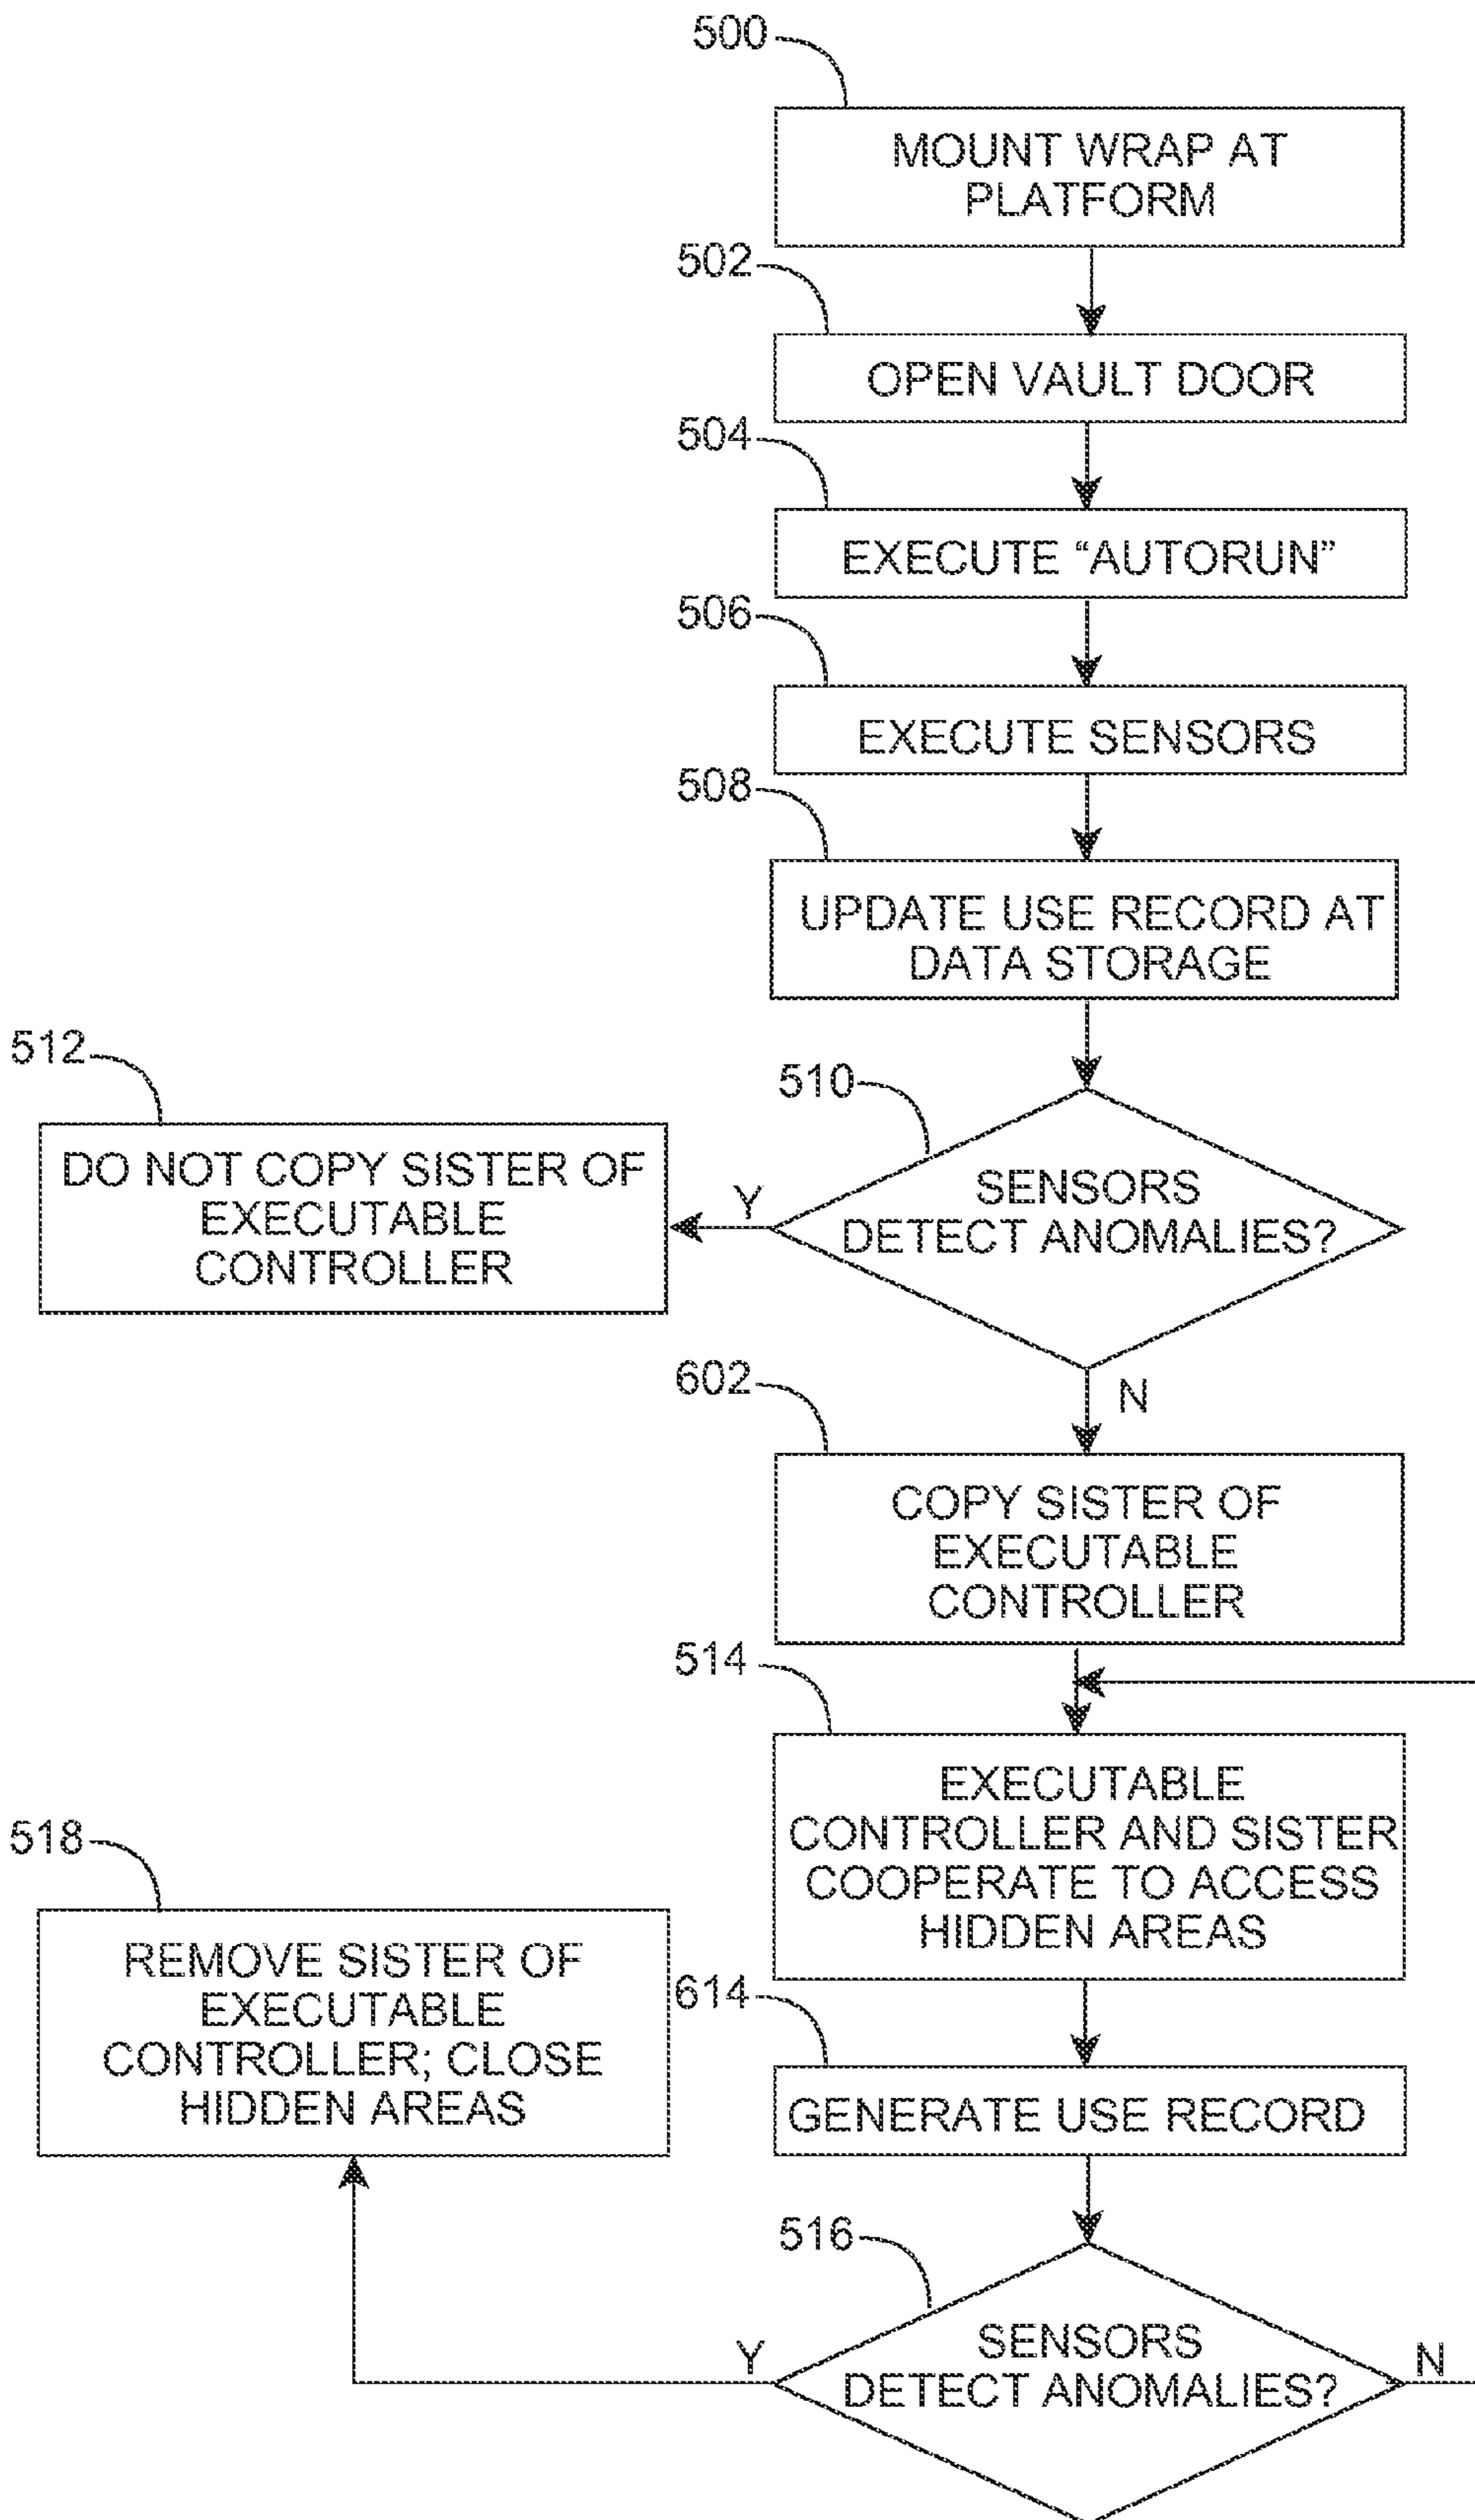 500
MOUNT WRAP AT
PLATFORM
502
OPEN VAULT DOOR
504
EXECUTE “AUTORUN”
506
EXECUTE SENSORS
508
UPDATE USE RECORD AT
DATA STORAGE
510
SENSORS
DETECT ANOMALIES?
Y
512
DO NOT COPY SISTER OF
EXECUTABLE
CONTROLLER
N
602
COPY SISTER OF
EXECUTABLE
CONTROLLER
514
EXECUTABLE
CONTROLLER AND SISTER
COOPERATE TO ACCESS
HIDDEN AREAS
614
GENERATE USE RECORD
516
SENSORS
DETECT ANOMALIES?
Y
N
518
REMOVE SISTER OF
EXECUTABLE
CONTROLLER; CLOSE
HIDDEN AREAS